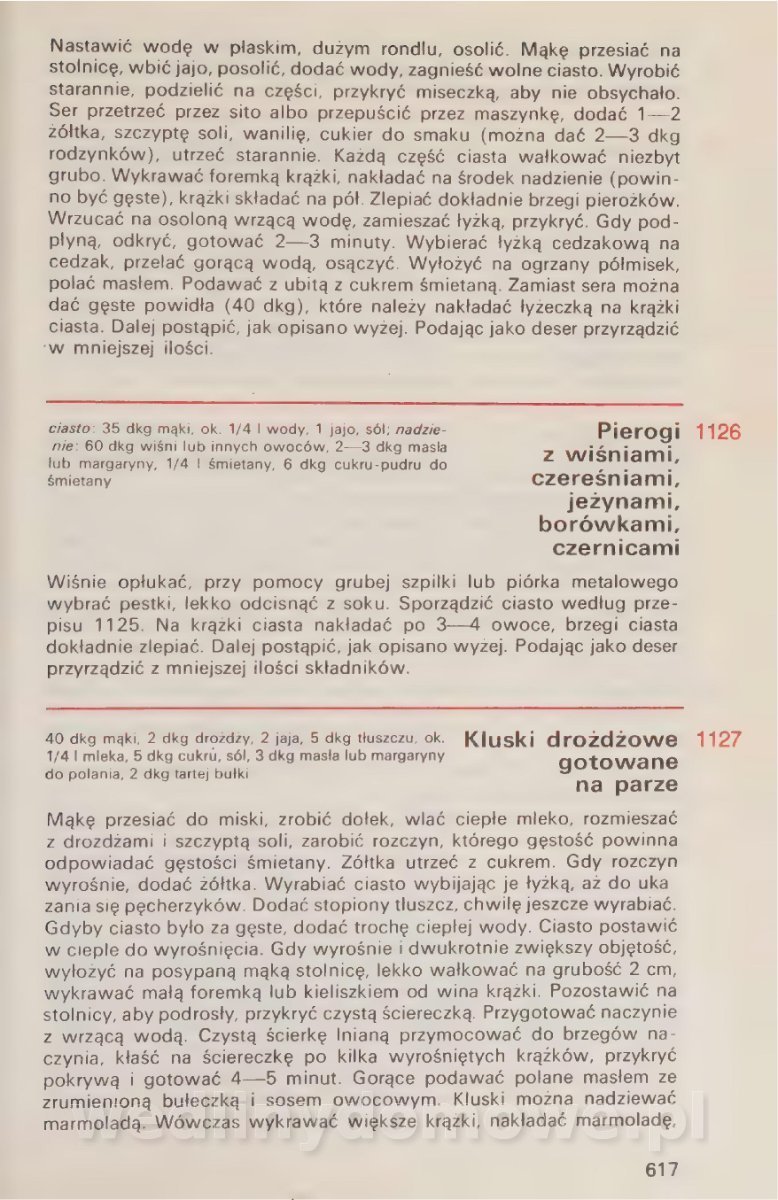 Nastawić wodę w płaskim, dużym rondlu, osolić. Mąkę przesiać na
stolnicę, wbić jajo, posolić, dodać wody, zagnieść wolne ciasto. Wyrobić
starannie, podzielić na części, przykryć miseczką, aby nie obsychało.
Ser przetrzeć przez sito albo przepuścić przez maszynkę, dodać 1—2
żółtka, szczyptę soli, wanilię, cukier do smaku (można dać 2—3 dkg
rodzynków), utrzeć starannie. Każdą część ciasta wałkować niezbyt
grubo. Wykrawać foremką krążki, nakładać na środek nadzienie (powin-
no być gęste), krążki składać na pół. Zlepiać dokładnie brzegi pierożków.
Wrzucać na osoloną wrzącą wodę, zamieszać łyżką, przykryć. Gdy pod-
płyną, odkryć, gotować 2—3 minuty. Wybierać łyżką cedzakową na
cedzak, przelać gorącą wodą, osączyć. Wyłożyć na ogrzany półmisek,
polać masłem. Podawać z ubitą z cukrem śmietaną. Zamiast sera można
dać gęste powidła (40 dkg), które należy nakładać łyżeczką na krążki
ciasta. Dalej postąpić, jak opisano wyżej. Podając jako deser przyrządzić
w mniejszej ilości.
ciasto: 35 dkg mąki, ok. 1/4 l wody, 1 jajo, sól; nadzie-
nie: 60 dkg wiśni lub innych owoców, 2—3 dkg masła
lub margaryny, 1/4 l śmietany, 6 dkg cukru-pudru do
śmietany
Pierogi 1126
z wiśniami,
czereśniami,
jeżynami,
borówkami,
czernicami
Wiśnie opłukać, przy pomocy grubej szpilki lub piórka metalowego
wybrać pestki, lekko odcisnąć z soku. Sporządzić ciasto według prze-
pisu 1125. Na krążki ciasta nakładać po 3—4 owoce, brzegi ciasta
dokładnie zlepiać. Dalej postąpić, jak opisano wyżej. Podając jako deser
przyrządzić z mniejszej ilości składników.
40 dkg mąki, 2 dkg drożdży, 2 jaja, 5 dkg tłuszczu, ok.
1/4 l mleka, 5 dkg cukru, sól, 3 dkg masła lub margaryny
do polania, 2 dkg tartej bułki
Kluski drożdżowe 1127
gotowane
na parze
Mąkę przesiać do miski, zrobić dołek, wlać ciepłe mleko, rozmieszać
z drożdżami i szczyptą soli, zarobić rozczyn, którego gęstość powinna
odpowiadać gęstości śmietany. Żółtka utrzeć z cukrem. Gdy rozczyn
wyrośnie, dodać żółtka. Wyrabiać ciasto wybijając je łyżką, aż do uka
zania się pęcherzyków. Dodać stopiony tłuszcz, chwilę jeszcze wyrabiać.
Gdyby ciasto było za gęste, dodać trochę ciepłej wody. Ciasto postawić
w cieple do wyrośnięcia. Gdy wyrośnie i dwukrotnie zwiększy objętość,
wyłożyć na posypaną mąką stolnicę, lekko wałkować na grubość 2 cm,
wykrawać małą foremką lub kieliszkiem od wina krążki. Pozostawić na
stolnicy, aby podrosły, przykryć czystą ściereczką. Przygotować naczynie
z wrzącą wodą. Czystą ścierkę lnianą przymocować do brzegów na-
czynia, kłaść na ściereczkę po kilka wyrośniętych krążków, przykryć
pokrywą i gotować 4—5 minut. Gorące podawać polane masłem ze
zrumienioną bułeczką i sosem owocowym. Kluski można nadziewać
marmoladą. Wówczas wykrawać większe krążki, nakładać marmoladę,
wedlinydomowe.pl
617